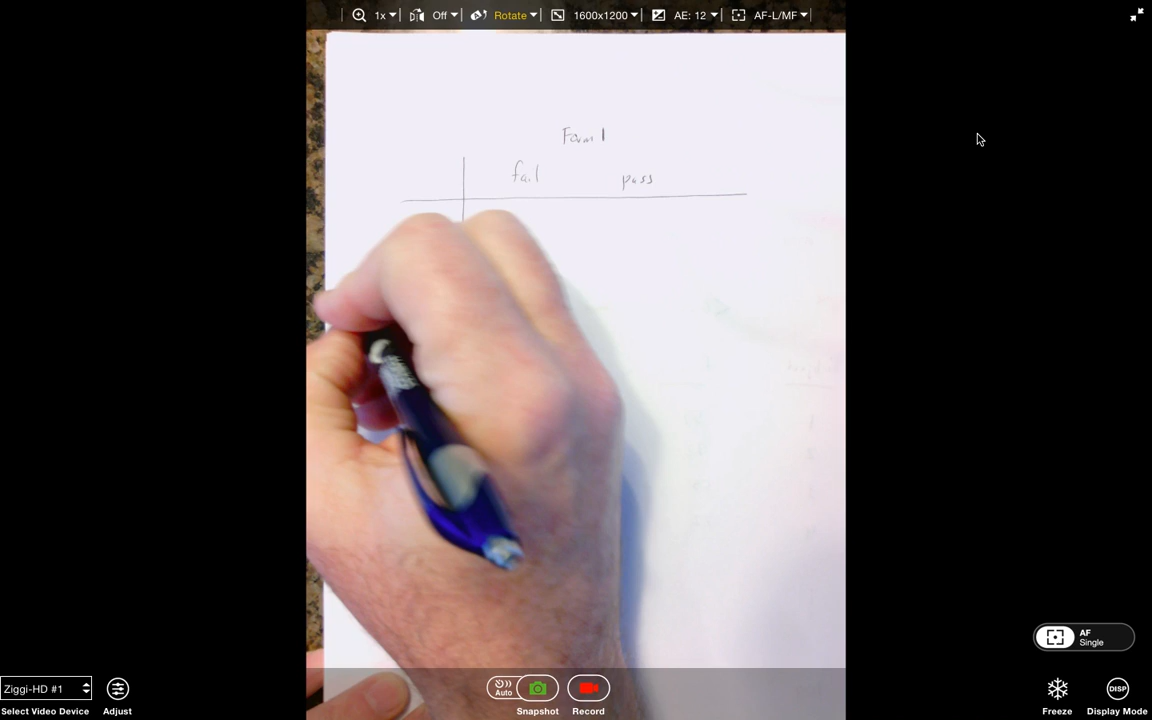 1x Off Rotate 1600x1200 AE: 12 AF-L/MF
Form 1
fail pass
AF
Single
Ziggi-HD #1
Select Video Device
Adjust
Auto
Snapshot
Record
Freeze
DISP
Display Mode